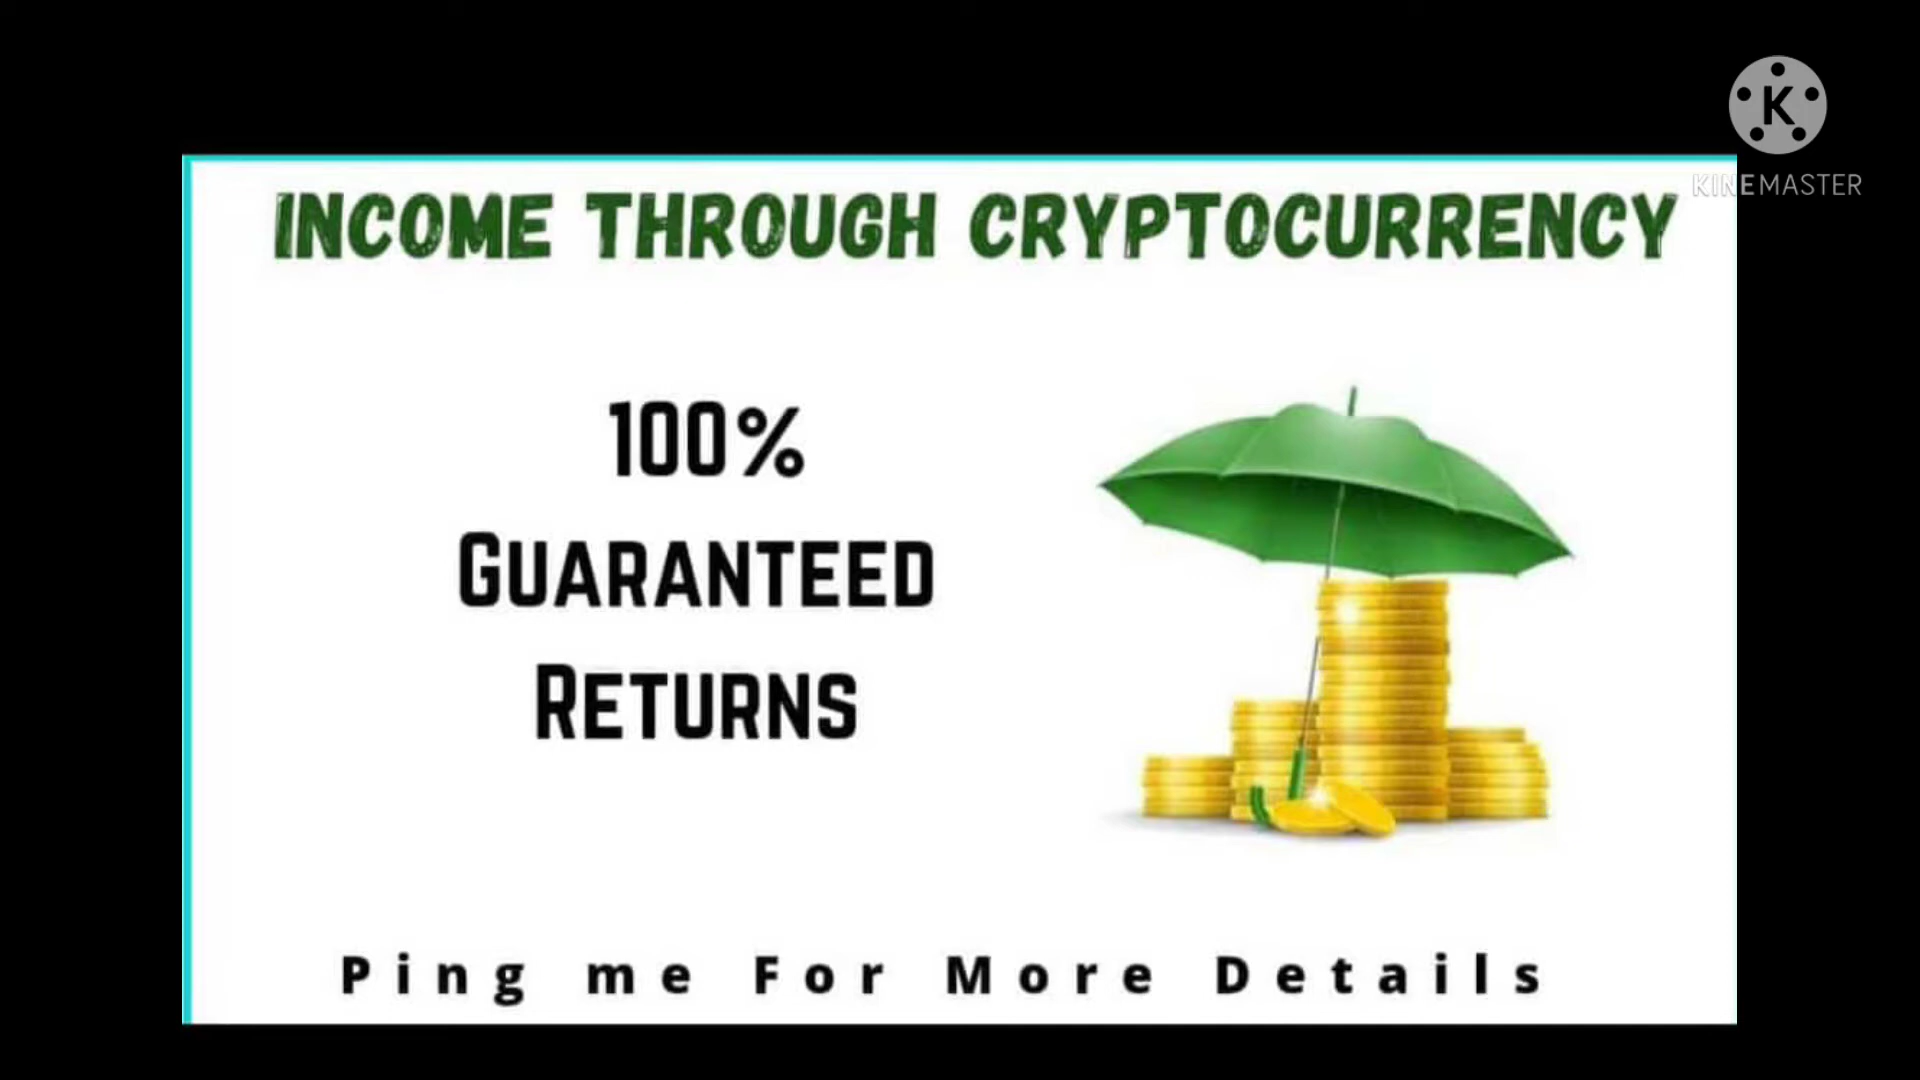 K
KINEMASTER
INCOME THROUGH CRYPTOCURRENCY
100%
GUARANTEED
RETURNS
Ping me For More Details